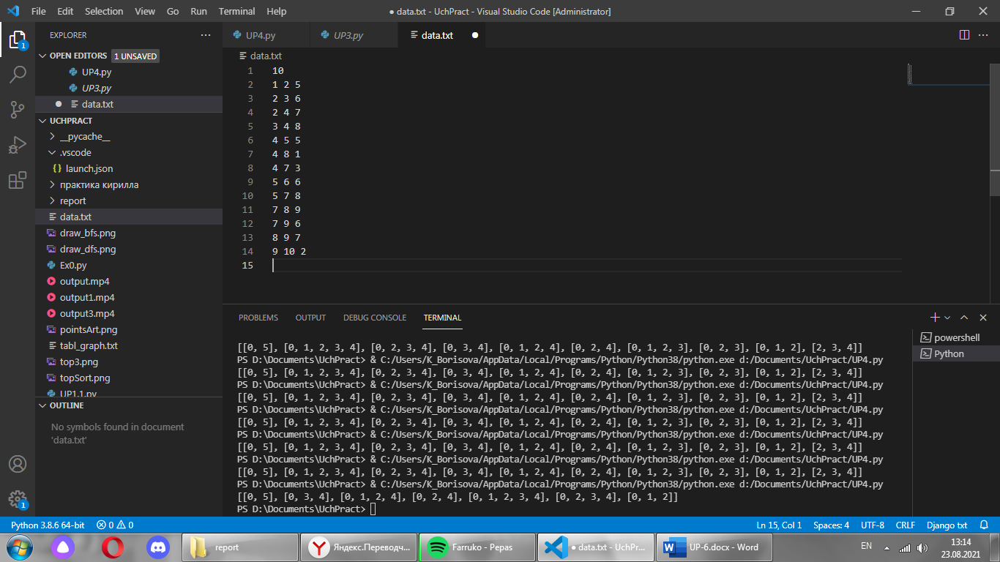 File Edit Selection View Go Run Terminal Help
● data.txt - UchPract - Visual Studio Code [Administrator]
EXPLORER
OPEN EDITORS 1 UNSAVED
UP4.py
UP3.py
data.txt
UCHPRACT
__pycache__
.vscode
launch.json
практика кирилла
report
data.txt
draw_bfs.png
draw_dfs.png
Ex0.py
output.mp4
output1.mp4
output3.mp4
pointsArt.png
tabl_graph.txt
top3.png
topSort.png
UP1.1.py
OUTLINE
No symbols found in document
'data.txt'
1
1
UP4.py UP3.py data.txt
data.txt
1 10
2 1 2 5
3 2 3 6
4 2 4 7
5 3 4 8
6 4 5 5
7 4 8 1
8 4 7 3
9 5 6 6
10 5 7 8
11 7 8 9
12 7 9 6
13 8 9 7
14 9 10 2
15
PROBLEMS OUTPUT DEBUG CONSOLE TERMINAL
[[0, 5], [0, 1, 2, 3, 4], [0, 2, 3, 4], [0, 3, 4], [0, 1, 2, 4], [0, 2, 4], [0, 1, 2, 3], [0, 2, 3], [0, 1, 2], [2, 3, 4]]
PS D:\Documents\UchPract> & C:/Users/K_Borisova/AppData/Local/Programs/Python/Python38/python.exe d:/Documents/UchPract/UP4.py
[[0, 5], [0, 1, 2, 3, 4], [0, 2, 3, 4], [0, 3, 4], [0, 1, 2, 4], [0, 2, 4], [0, 1, 2, 3], [0, 2, 3], [0, 1, 2], [2, 3, 4]]
PS D:\Documents\UchPract> & C:/Users/K_Borisova/AppData/Local/Programs/Python/Python38/python.exe d:/Documents/UchPract/UP4.py
[[0, 5], [0, 1, 2, 3, 4], [0, 2, 3, 4], [0, 3, 4], [0, 1, 2, 4], [0, 2, 4], [0, 1, 2, 3], [0, 2, 3], [0, 1, 2], [2, 3, 4]]
PS D:\Documents\UchPract> & C:/Users/K_Borisova/AppData/Local/Programs/Python/Python38/python.exe d:/Documents/UchPract/UP4.py
[[0, 5], [0, 1, 2, 3, 4], [0, 2, 3, 4], [0, 3, 4], [0, 1, 2, 4], [0, 2, 4], [0, 1, 2, 3], [0, 2, 3], [0, 1, 2], [2, 3, 4]]
PS D:\Documents\UchPract> & C:/Users/K_Borisova/AppData/Local/Programs/Python/Python38/python.exe d:/Documents/UchPract/UP4.py
[[0, 5], [0, 1, 2, 3, 4], [0, 2, 3, 4], [0, 3, 4], [0, 1, 2, 4], [0, 2, 4], [0, 1, 2, 3], [0, 2, 3], [0, 1, 2], [2, 3, 4]]
PS D:\Documents\UchPract> & C:/Users/K_Borisova/AppData/Local/Programs/Python/Python38/python.exe d:/Documents/UchPract/UP4.py
[[0, 5], [0, 1, 2, 3, 4], [0, 2, 3, 4], [0, 3, 4], [0, 1, 2, 4], [0, 2, 4], [0, 1, 2, 3], [0, 2, 3], [0, 1, 2], [2, 3, 4]]
PS D:\Documents\UchPract> & C:/Users/K_Borisova/AppData/Local/Programs/Python/Python38/python.exe d:/Documents/UchPract/UP4.py
[[0, 5], [0, 3, 4], [0, 1, 2, 4], [0, 2, 4], [0, 1, 2, 3, 4], [0, 2, 3, 4], [0, 1, 2]]
PS D:\Documents\UchPract>
powershell
Python
Python 3.8.6 64-bit 0 0 Ln 15, Col 1 Spaces: 4 UTF-8 CRLF Django txt
report
Яндекс.Переводч...
Farruko - Pepas
● data.txt - UchPr...
UP-6.docx - Word
EN
13:14
23.08.2021